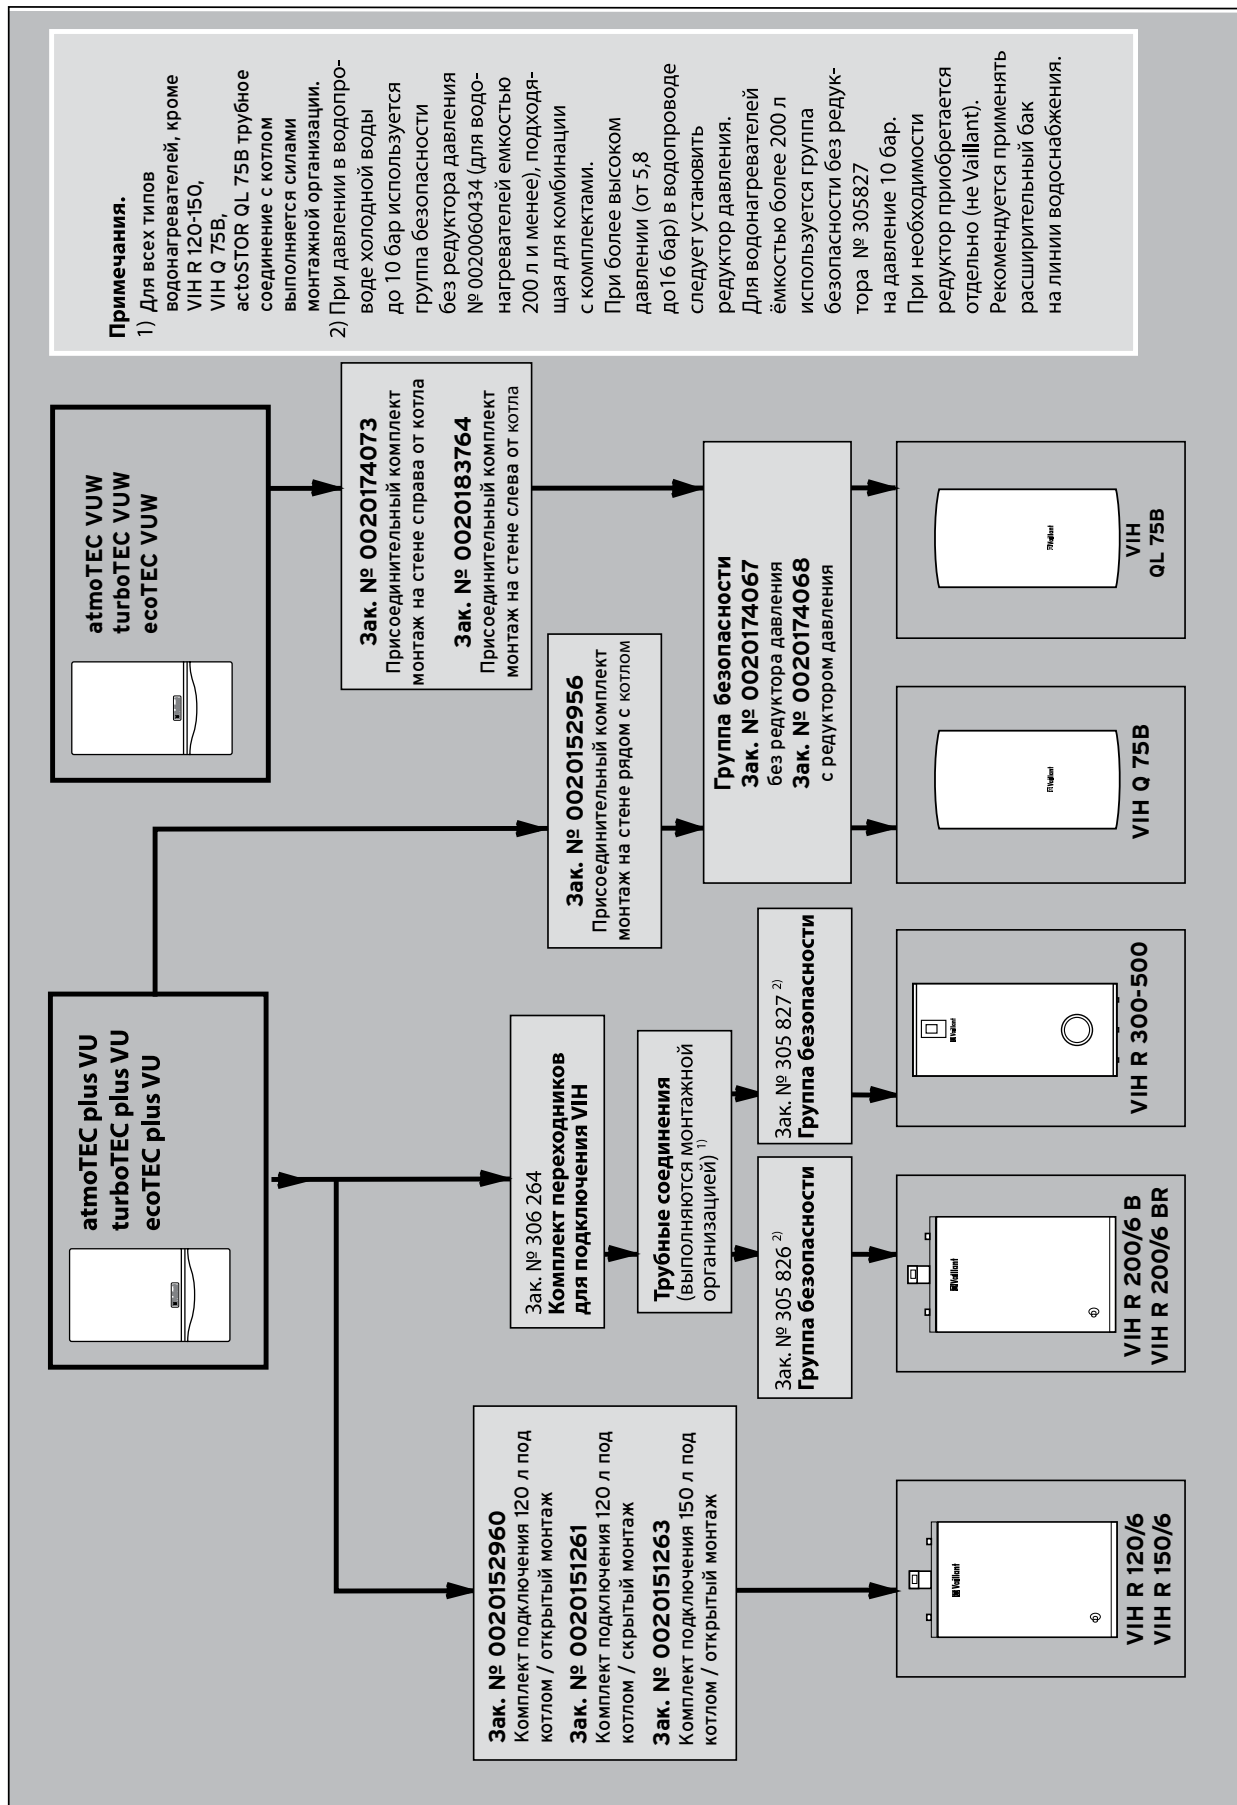 atmoTEC plus VU
turboTEC plus VU
ecoTEC plus VU
atmoTEC VUW
turboTEC VUW
ecoTEC VUW
Зак. № 0020152960
Комплект подключения 120 л под
котлом / открытый монтаж
Зак. № 0020151261
Комплект подключения 120 л под
котлом / скрытый монтаж
Зак. № 0020151263
Комплект подключения 150 л под
котлом / открытый монтаж
Зак. № 306 264
Комплект переходников
для подключения VIH
Трубные соединения
(выполняются монтажной
организацией) 1)
Зак. № 305 826 2)
Группа безопасности
Зак. № 305 827 2)
Группа безопасности
Зак. № 0020152956
Присоединительный комплект
монтаж на стене рядом с котлом
Зак. № 0020174073
Присоединительный комплект
монтаж на стене справа от котла
Зак. № 0020183764
Присоединительный комплект
монтаж на стене слева от котла
Группа безопасности
Зак. № 0020174067
без редуктора давления
Зак. № 0020174068
с редуктором давления
Vaillant
VIH R 120/6
VIH R 150/6
Vaillant
VIH R 200/6 B
VIH R 200/6 BR
Vaillant
VIH R 300-500
Vaillant
VIH Q 75B
Vaillant
VIH
QL 75B
Примечания.
1) Для всех типов
водонагревателей, кроме
VIH R 120-150,
VIH Q 75B,
actoSTOR QL 75B трубное
соединение с котлом
выполняется силами
монтажной организации.
2) При давлении в водопро-
воде холодной воды
до 10 бар используется
группа безопасности
без редуктора давления
№ 0020060434 (для водо-
нагревателей емкостью
200 л и менее), подходя-
щая для комбинации
с комплектами.
При более высоком
давлении (от 5,8
до16 бар) в водопроводе
следует установить
редуктор давления.
Для водонагревателей
ёмкостью более 200 л
используется группа
безопасности без редук-
тора № 305827
на давление 10 бар.
При необходимости
редуктор приобретается
отдельно (не Vaillant).
Рекомендуется применять
расширительный бак
на линии водоснабжения.